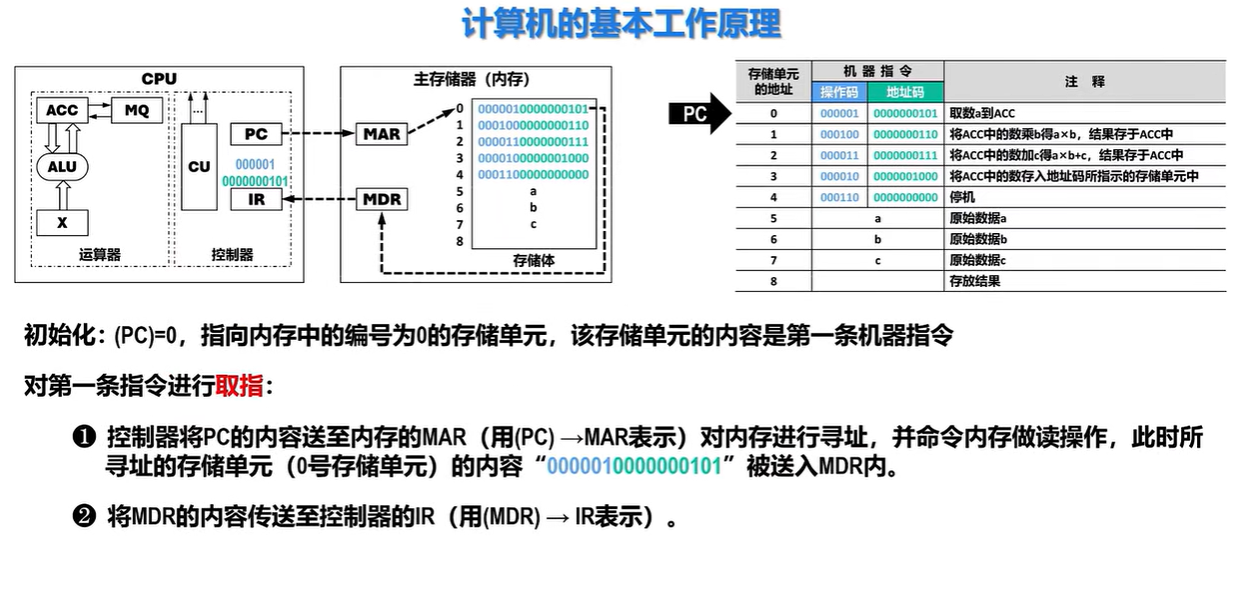 计算机的基本工作原理
CPU
ACC
MQ
ALU
X
运算器
...
CU
PC
000001
0000000101
IR
控制器
主存储器（内存）
MAR
MDR
0 0000010000000101
1 0001000000000110
2 0000110000000111
3 0000100000001000
4 0001100000000000
5 a
6 b
7 c
8
存储体
PC
存储单元的地址 机器指令 注释
操作码 地址码
0 000001 0000000101 取数a到ACC
1 000100 0000000110 将ACC中的数乘b得a×b，结果存于ACC中
2 000011 0000000111 将ACC中的数加c得a×b+c，结果存于ACC中
3 000010 0000001000 将ACC中的数存入地址码所指示的存储单元中
4 000110 0000000000 停机
5 a 原始数据a
6 b 原始数据b
7 c 原始数据c
8 存放结果
初始化：(PC)=0，指向内存中的编号为0的存储单元，该存储单元的内容是第一条机器指令
对第一条指令进行取指：
❶ 控制器将PC的内容送至内存的MAR（用(PC) →MAR表示）对内存进行寻址，并命令内存做读操作，此时所
寻址的存储单元（0号存储单元）的内容“0000010000000101”被送入MDR内。
❷ 将MDR的内容传送至控制器的IR（用(MDR) → IR表示）。